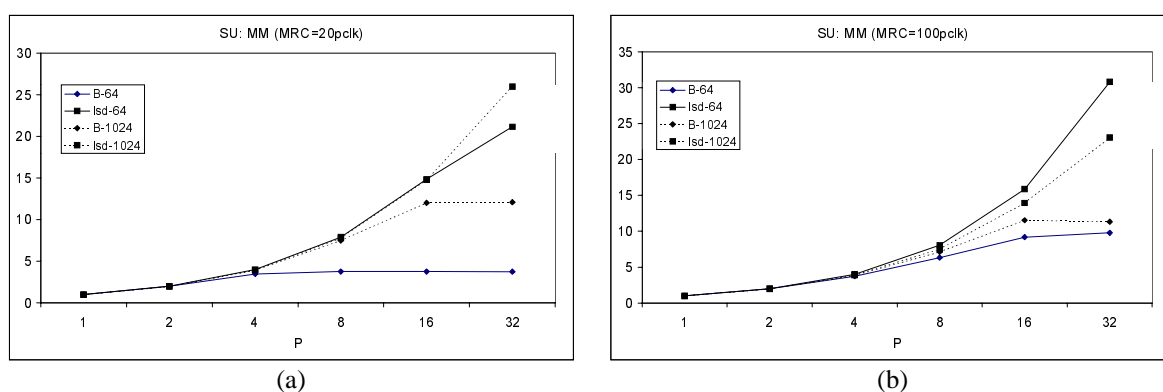 SU: MM (MRC=20pclk)
30
25
20
15
10
5
0
B-64
lsd-64
B-1024
lsd-1024
1 2 4 8 16 32
P
(a)
SU: MM (MRC=100pclk)
35
30
25
20
15
10
5
0
B-64
lsd-64
B-1024
lsd-1024
1 2 4 8 16 32
P
(b)